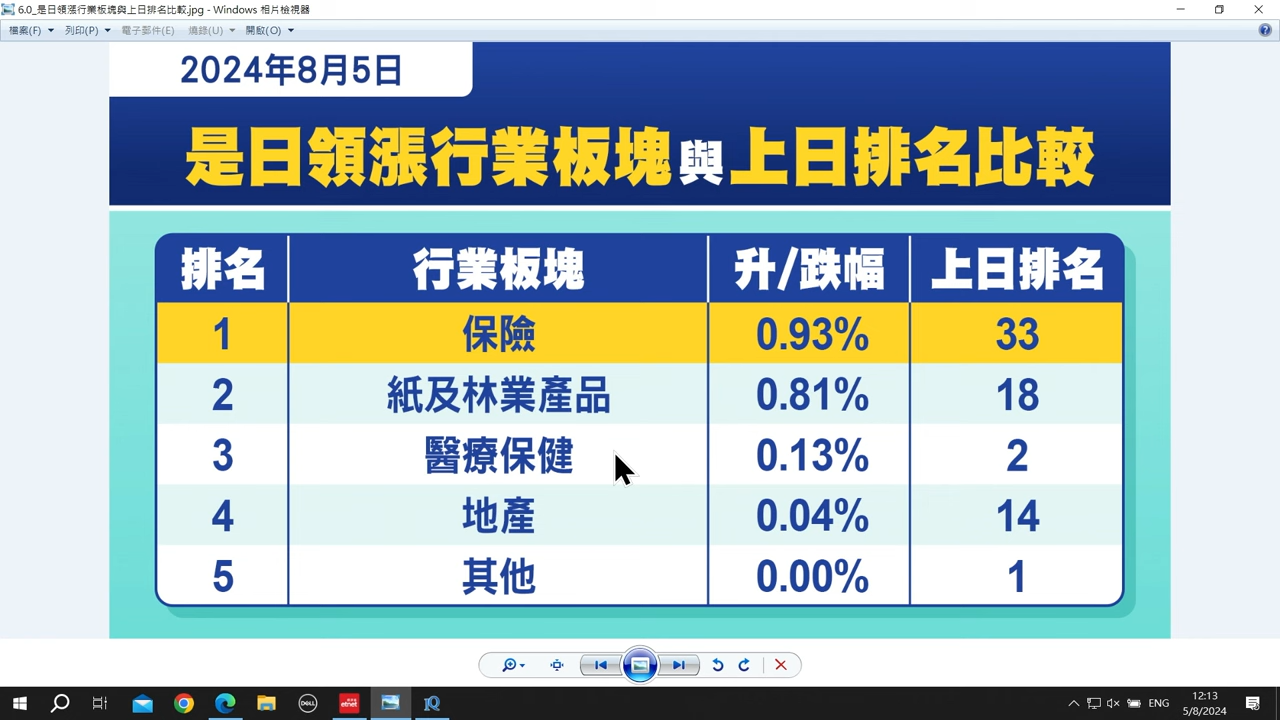 6.0_是日領漲行業板塊與上日排名比較.jpg - Windows 相片檢視器
檔案(F) 列印(P) 電子郵件(E) 燒錄(U) 開啟(O)
2024年8月5日
是日領漲行業板塊與上日排名比較
排名 行業板塊 升/跌幅 上日排名
1 保險 0.93% 33
2 紙及林業產品 0.81% 18
3 醫療保健 0.13% 2
4 地產 0.04% 14
5 其他 0.00% 1
DELL etnet IQ ENG 12:13
5/8/2024